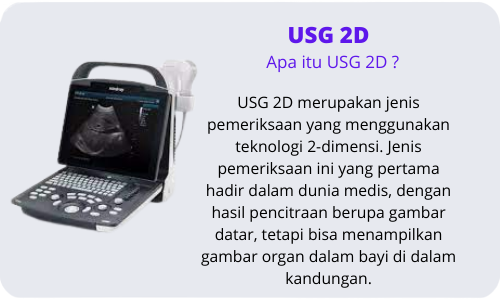 USG 2D
Apa itu USG 2D ?
USG 2D merupakan jenis
pemeriksaan yang menggunakan
teknologi 2-dimensi. Jenis
pemeriksaan ini yang pertama
hadir dalam dunia medis, dengan
hasil pencitraan berupa gambar
datar, tetapi bisa menampilkan
gambar organ dalam bayi di dalam
kandungan.